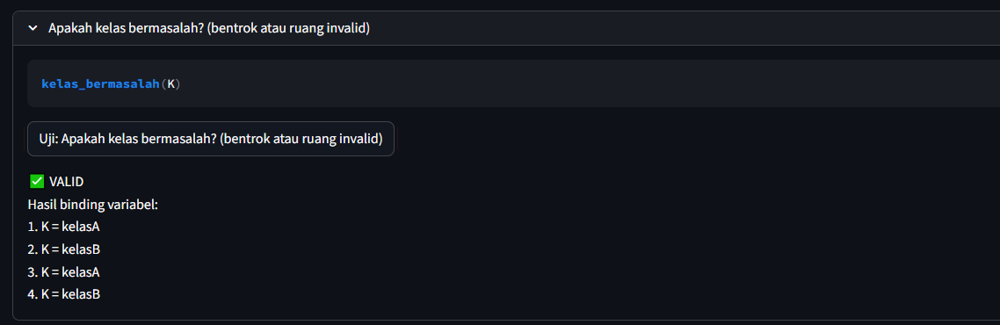 Apakah kelas bermasalah? (bentrok atau ruang invalid)
kelas_bermasalah(K)
Uji: Apakah kelas bermasalah? (bentrok atau ruang invalid)
✅ VALID
Hasil binding variabel:
1. K = kelasA
2. K = kelasB
3. K = kelasA
4. K = kelasB